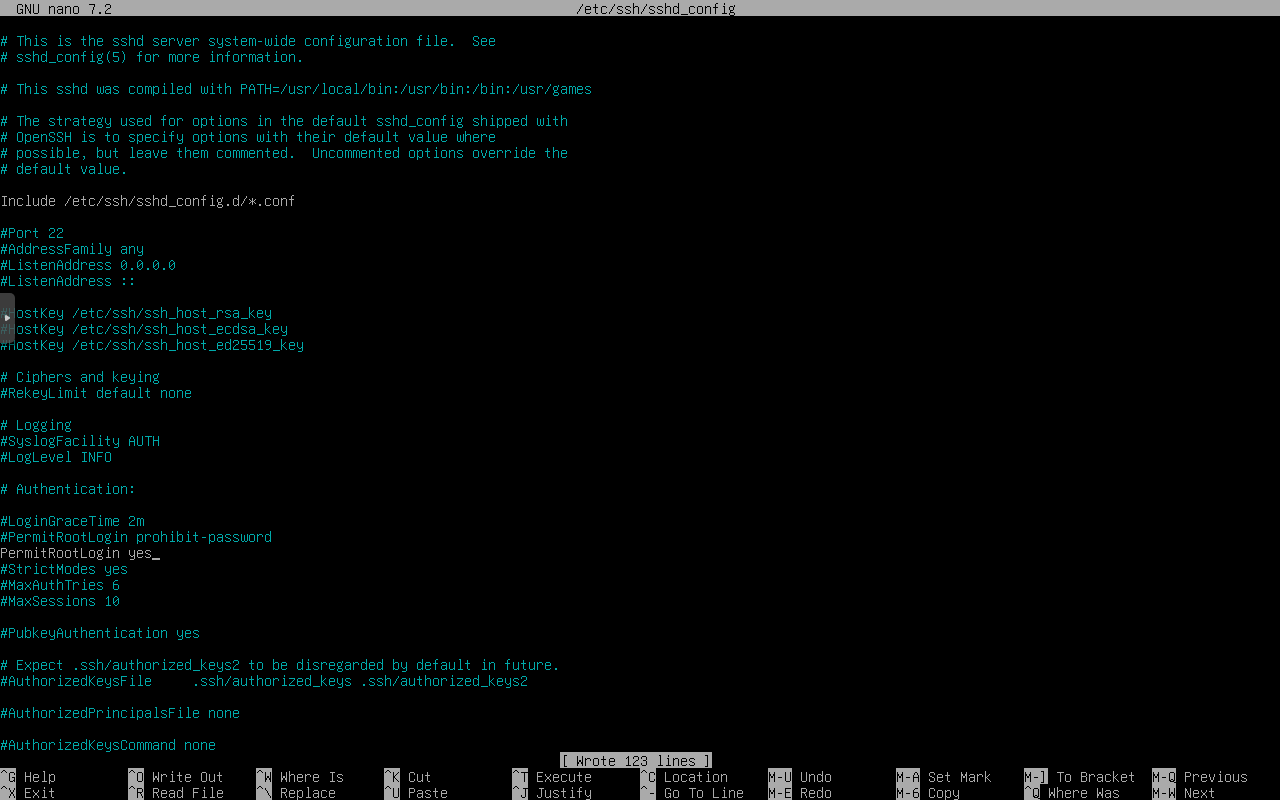 GNU nano 7.2 /etc/ssh/sshd_config
# This is the sshd server system-wide configuration file.  See
# sshd_config(5) for more information.
# This sshd was compiled with PATH=/usr/local/bin:/usr/bin:/bin:/usr/games
# The strategy used for options in the default sshd_config shipped with
# OpenSSH is to specify options with their default value where
# possible, but leave them commented.  Uncommented options override the
# default value.
Include /etc/ssh/sshd_config.d/*.conf
#Port 22
#AddressFamily any
#ListenAddress 0.0.0.0
#ListenAddress ::
#HostKey /etc/ssh/ssh_host_rsa_key
#HostKey /etc/ssh/ssh_host_ecdsa_key
#HostKey /etc/ssh/ssh_host_ed25519_key
# Ciphers and keying
#RekeyLimit default none
# Logging
#SyslogFacility AUTH
#LogLevel INFO
# Authentication:
#LoginGraceTime 2m
#PermitRootLogin prohibit-password
PermitRootLogin yes
#StrictModes yes
#MaxAuthTries 6
#MaxSessions 10
#PubkeyAuthentication yes
# Expect .ssh/authorized_keys2 to be disregarded by default in future.
#AuthorizedKeysFile     .ssh/authorized_keys .ssh/authorized_keys2
#AuthorizedPrincipalsFile none
#AuthorizedKeysCommand none
[ Wrote 123 lines ]
^G Help ^O Write Out ^W Where Is ^K Cut ^T Execute ^C Location M-U Undo M-A Set Mark M-] To Bracket M-Q Previous
^X Exit ^R Read File ^\ Replace ^U Paste ^J Justify ^- Go To Line M-E Redo M-6 Copy ^Q Where Was M-W Next